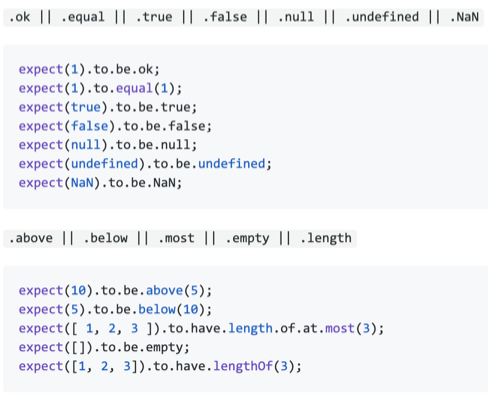 .ok || .equal || .true || .false || .null || .undefined || .NaN
expect(1).to.be.ok;
expect(1).to.equal(1);
expect(true).to.be.true;
expect(false).to.be.false;
expect(null).to.be.null;
expect(undefined).to.be.undefined;
expect(NaN).to.be.NaN;
.above || .below || .most || .empty || .length
expect(10).to.be.above(5);
expect(5).to.be.below(10);
expect([ 1, 2, 3 ]).to.have.length.of.at.most(3);
expect([]).to.be.empty;
expect([1, 2, 3]).to.have.lengthOf(3);